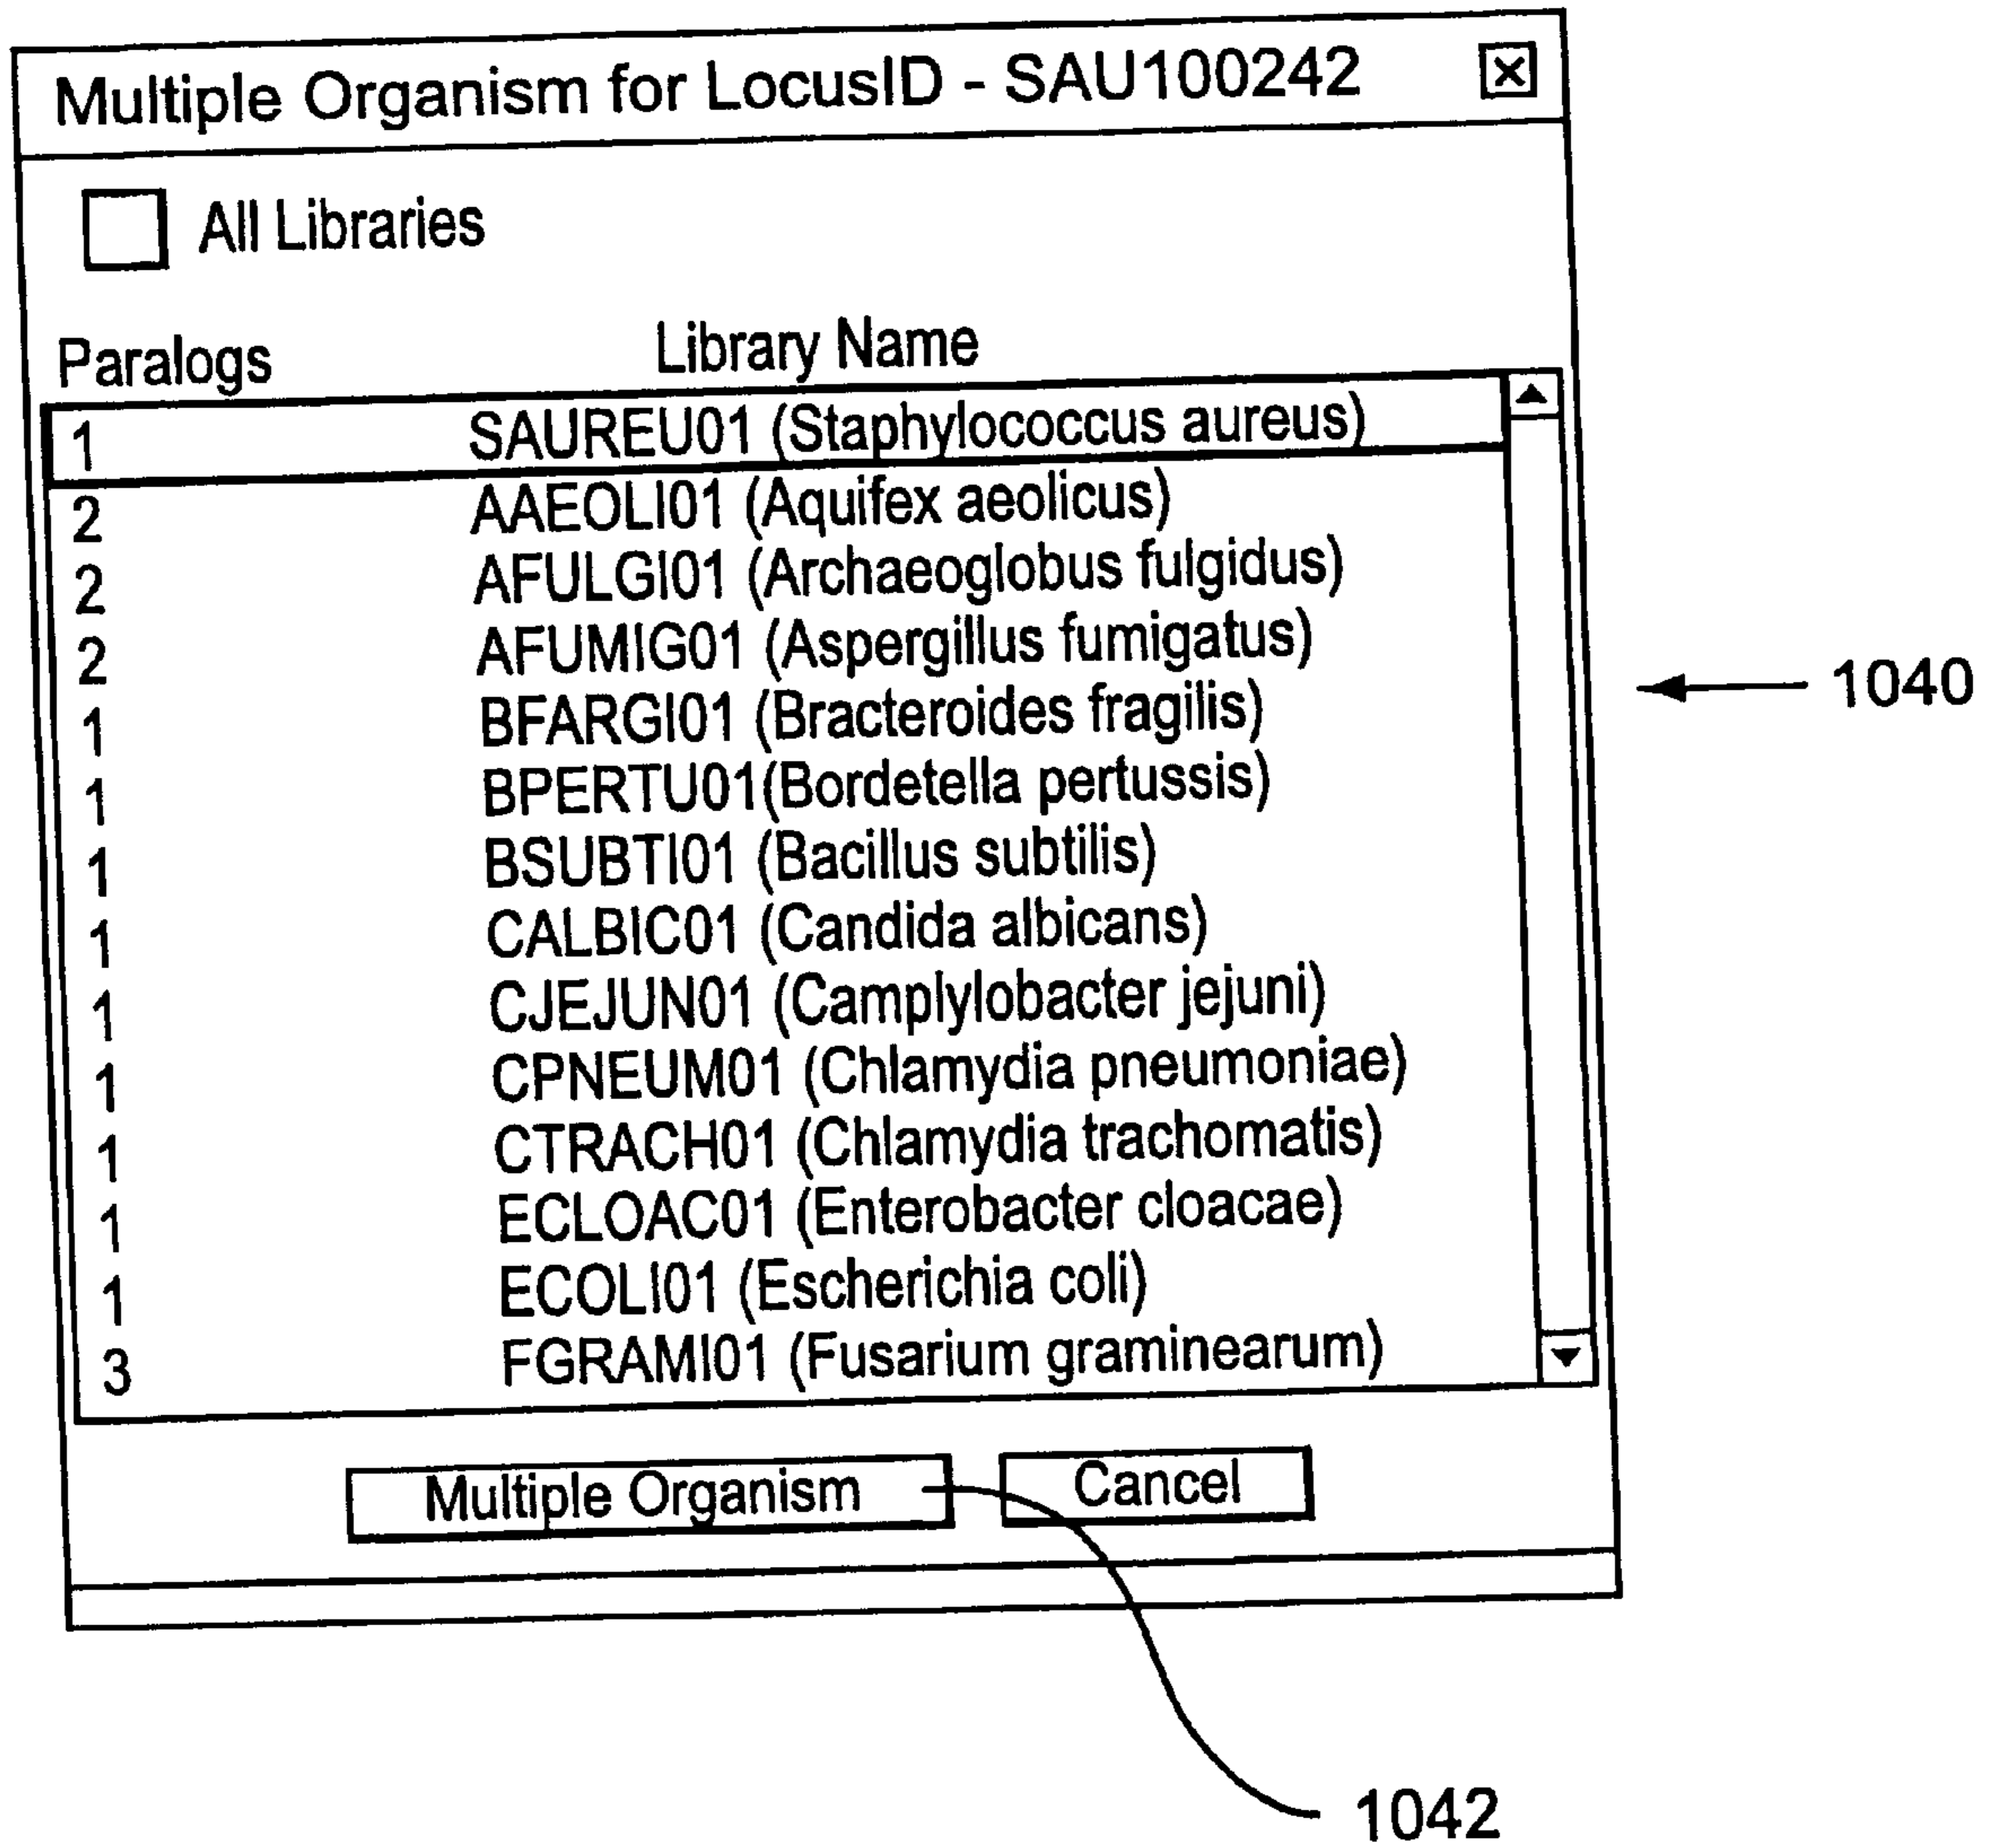 Multiple Organism for LocusID - SAU100242
All Libraries
Paralogs Library Name
1 SAUREU01 (Staphylococcus aureus)
2 AAEOLI01 (Aquifex aeolicus)
2 AFULGI01 (Archaeoglobus fulgidus)
2 AFUMIG01 (Aspergillus fumigatus)
1 BFARGI01 (Bracteroides fragilis)
1 BPERTU01(Bordetella pertussis)
1 BSUBTI01 (Bacillus subtilis)
1 CALBIC01 (Candida albicans)
1 CJEJUN01 (Camplylobacter jejuni)
1 CPNEUM01 (Chlamydia pneumoniae)
1 CTRACH01 (Chlamydia trachomatis)
1 ECLOAC01 (Enterobacter cloacae)
1 ECOLI01 (Escherichia coli)
3 FGRAMI01 (Fusarium graminearum)
Multiple Organism Cancel
1040
1042